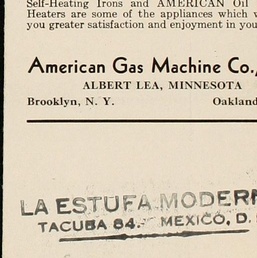 Self-Heating Irons and AMERICAN Oil
Heaters are some of the appliances which
you greater satisfaction and enjoyment in
American Gas Machine Co.,
ALBERT LEA, MINNESOTA
Brooklyn, N. Y. Oakland
LA ESTUFA MODERN
TACUBA 84. MEXICO, D.